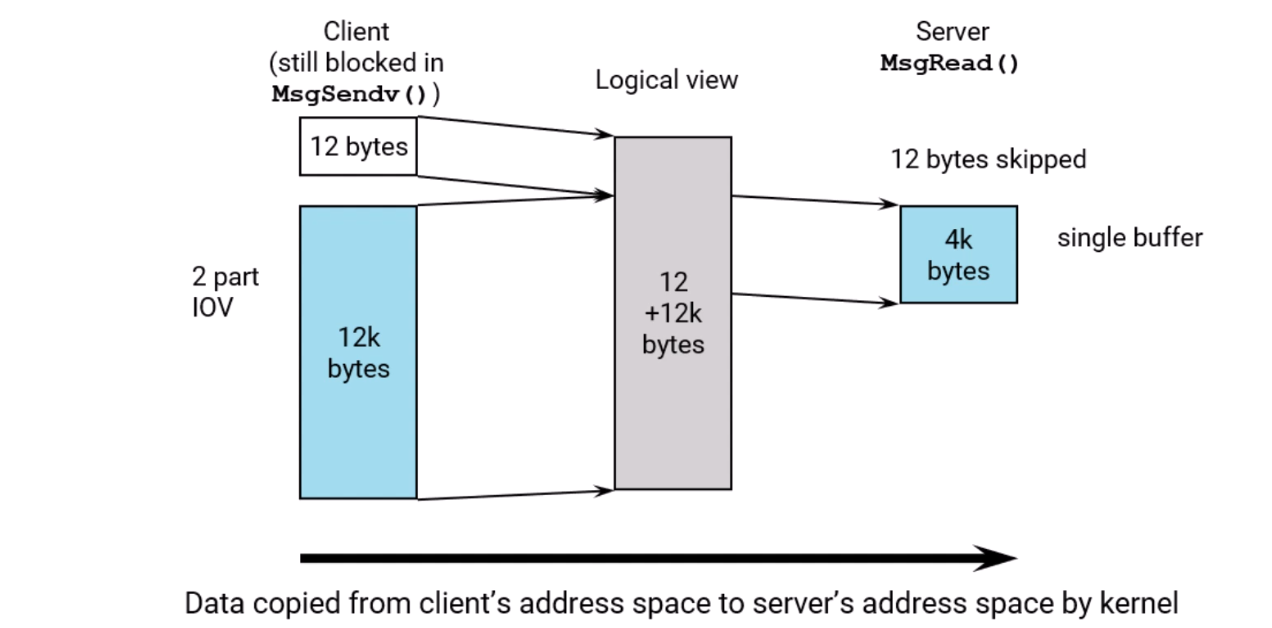 Client
(still blocked in
MsgSendv())
12 bytes
2 part
IOV
12k
bytes
Logical view
12
+12k
bytes
Server
MsgRead()
12 bytes skipped
4k
bytes
single buffer
Data copied from client’s address space to server’s address space by kernel